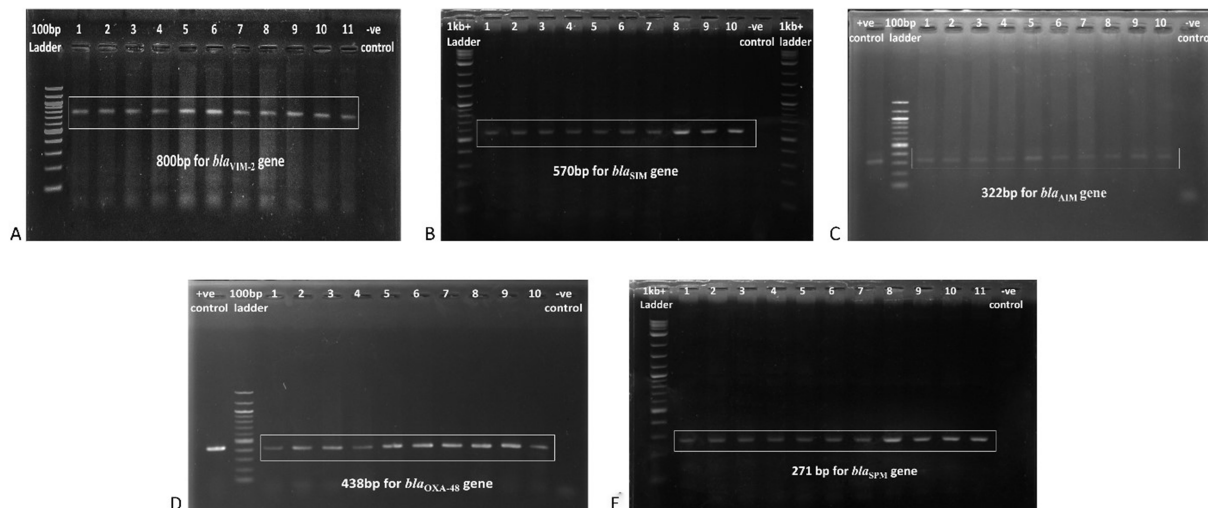 100bp 1 2 3 4 5 6 7 8 9 10 11 -ve
Ladder control
800bp for blaVIM-2 gene
A
1kb+ 1 2 3 4 5 6 7 8 9 10 -ve 1kb+
Ladder control ladder
570bp for blaSIM gene
B
+ve 100bp 1 2 3 4 5 6 7 8 9 10 -ve
control ladder control
322bp for blaAIM gene
C
+ve 100bp 1 2 3 4 5 6 7 8 9 10 -ve
control ladder control
438bp for blaOXA-48 gene
D
1kb+ 1 2 3 4 5 6 7 8 9 10 11 -ve
Ladder control
271 bp for blaSPM gene
E